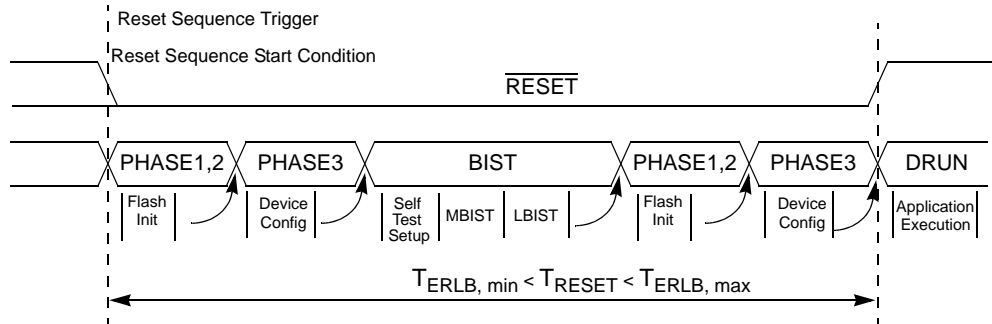 Reset Sequence Trigger
Reset Sequence Start Condition
RESET
PHASE1,2 PHASE3 BIST PHASE1,2 PHASE3 DRUN
Flash Init
Device Config
Self Test Setup
MBIST
LBIST
Flash Init
Device Config
Application Execution
TERLB, min < TRESET < TERLB, max